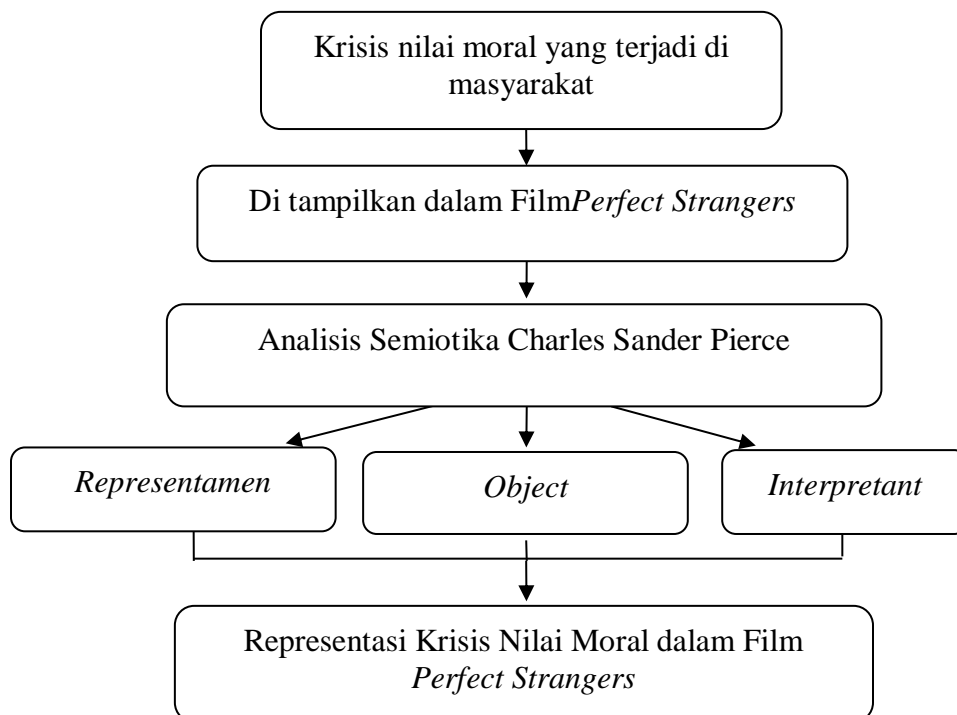 Krisis nilai moral yang terjadi di
masyarakat
Di tampilkan dalam FilmPerfect Strangers
Analisis Semiotika Charles Sander Pierce
Representamen
Object
Interpretant
Representasi Krisis Nilai Moral dalam Film
Perfect Strangers